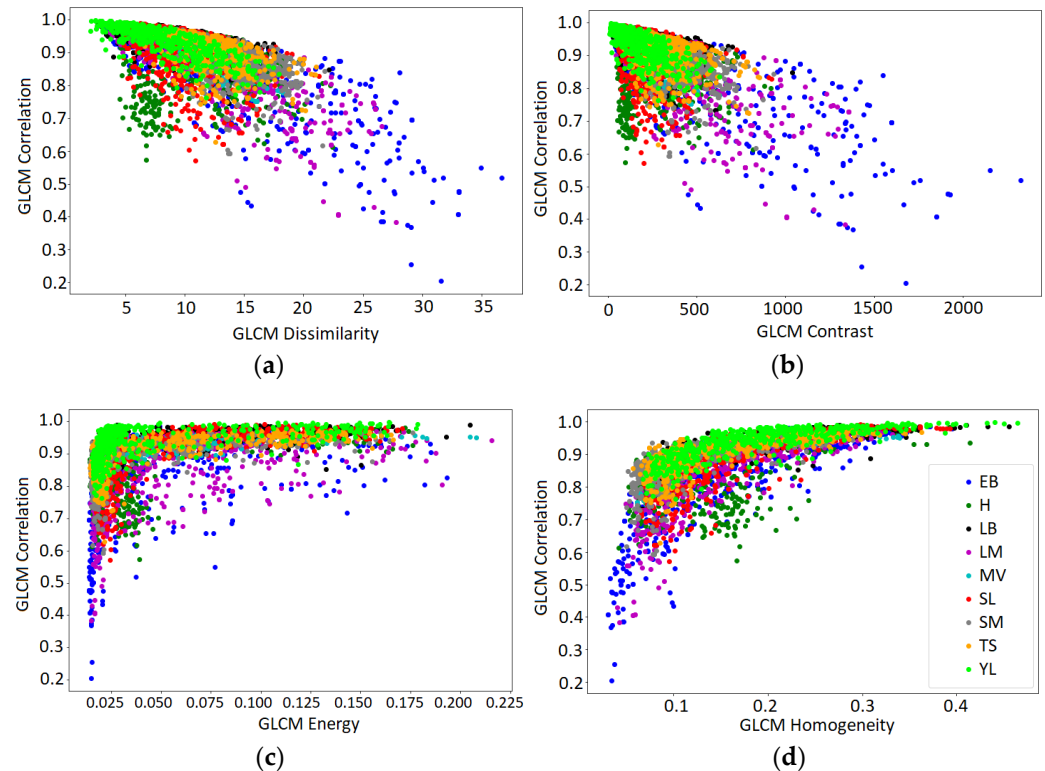 1.0
0.9
0.8
0.7
0.6
0.5
0.4
0.3
0.2
GLCM Correlation
5 10 15 20 25 30 35
GLCM Dissimilarity
(a)
1.0
0.9
0.8
0.7
0.6
0.5
0.4
0.3
0.2
GLCM Correlation
0 500 1000 1500 2000
GLCM Contrast
(b)
1.0
0.9
0.8
0.7
0.6
0.5
0.4
0.3
0.2
GLCM Correlation
0.025 0.050 0.075 0.100 0.125 0.150 0.175 0.200 0.225
GLCM Energy
(c)
1.0
0.9
0.8
0.7
0.6
0.5
0.4
0.3
0.2
GLCM Correlation
EB
H
LB
LM
MV
SL
SM
TS
YL
0.1 0.2 0.3 0.4
GLCM Homogeneity
(d)